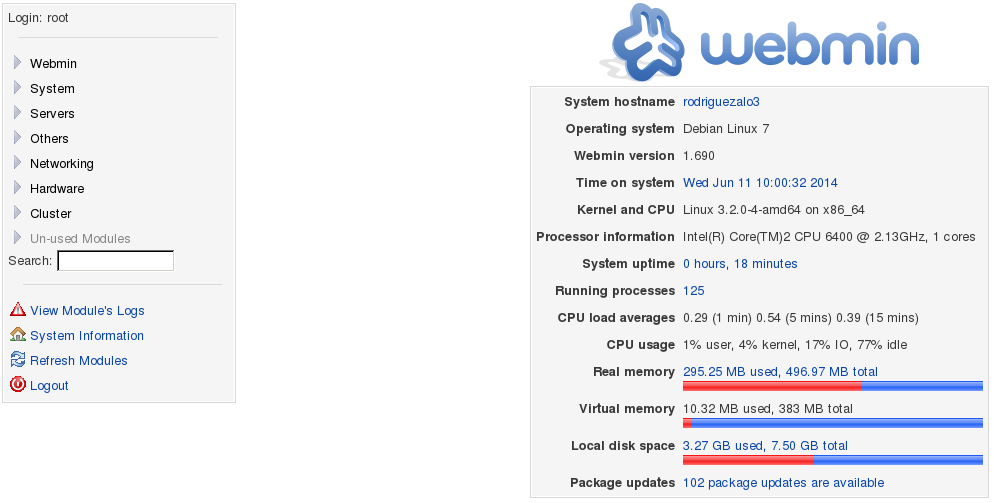 Login: root
Webmin
System
Servers
Others
Networking
Hardware
Cluster
Un-used Modules
Search:
View Module's Logs
System Information
Refresh Modules
Logout
webmin
System hostname rodriguezalo3
Operating system Debian Linux 7
Webmin version 1.690
Time on system Wed Jun 11 10:00:32 2014
Kernel and CPU Linux 3.2.0-4-amd64 on x86_64
Processor information Intel(R) Core(TM)2 CPU 6400 @ 2.13GHz, 1 cores
System uptime 0 hours, 18 minutes
Running processes 125
CPU load averages 0.29 (1 min) 0.54 (5 mins) 0.39 (15 mins)
CPU usage 1% user, 4% kernel, 17% IO, 77% idle
Real memory 295.25 MB used, 496.97 MB total
Virtual memory 10.32 MB used, 383 MB total
Local disk space 3.27 GB used, 7.50 GB total
Package updates 102 package updates are available